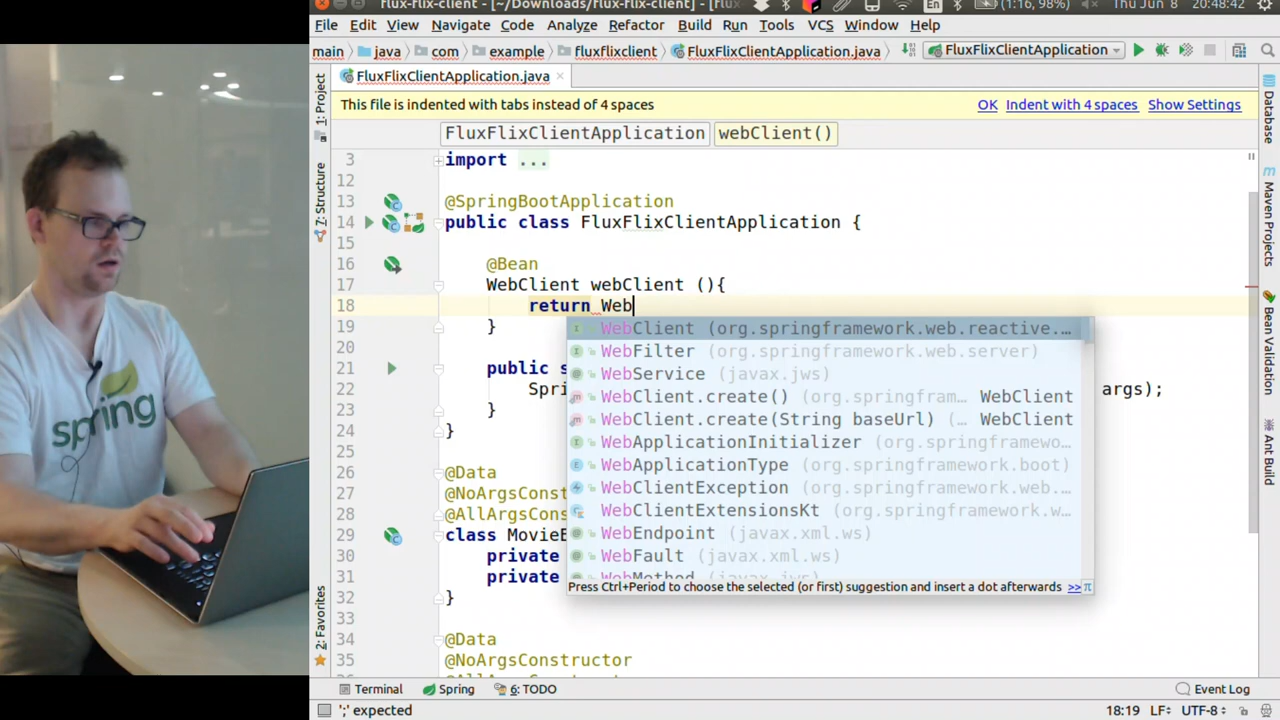 flux-flix-client - [~/Downloads/flux-flix-client] - [flux
En
(1:16, 98%)
Thu Jun 8 20:48:42
File Edit View Navigate Code Analyze Refactor Build Run Tools VCS Window Help
main java com example fluxflixclient FluxFlixClientApplication.java FluxFlixClientApplication
FluxFlixClientApplication.java
This file is indented with tabs instead of 4 spaces OK Indent with 4 spaces Show Settings
FluxFlixClientApplication webClient()
1: Project
7: Structure
2: Favorites
Database
Maven Projects
Bean Validation
Ant Build
spring
3 import ...
12
13 @SpringBootApplication
14 public class FluxFlixClientApplication {
15
16 @Bean
17 WebClient webClient (){
18 return Web
19 }
20
21 public s
22 Spri args);
23 }
24 }
25
26 @Data
27 @NoArgsConst
28 @AllArgsCons
29 class MovieE
30 private
31 private
32 }
33
34 @Data
35 @NoArgsConstructor
WebClient (org.springframework.web.reactive....
WebFilter (org.springframework.web.server)
WebService (javax.jws)
WebClient.create() (org.springfram... WebClient
WebClient.create(String baseUrl) (... WebClient
WebApplicationInitializer (org.springframewo...
WebApplicationType (org.springframework.boot)
WebClientException (org.springframework.web....
WebClientExtensionsKt (org.springframework.w...
WebEndpoint (javax.xml.ws)
WebFault (javax.xml.ws)
WebMethod (javax.jws)
Press Ctrl+Period to choose the selected (or first) suggestion and insert a dot afterwards >> π
Terminal Spring 6: TODO Event Log
';' expected 18:19 LF÷ UTF-8÷